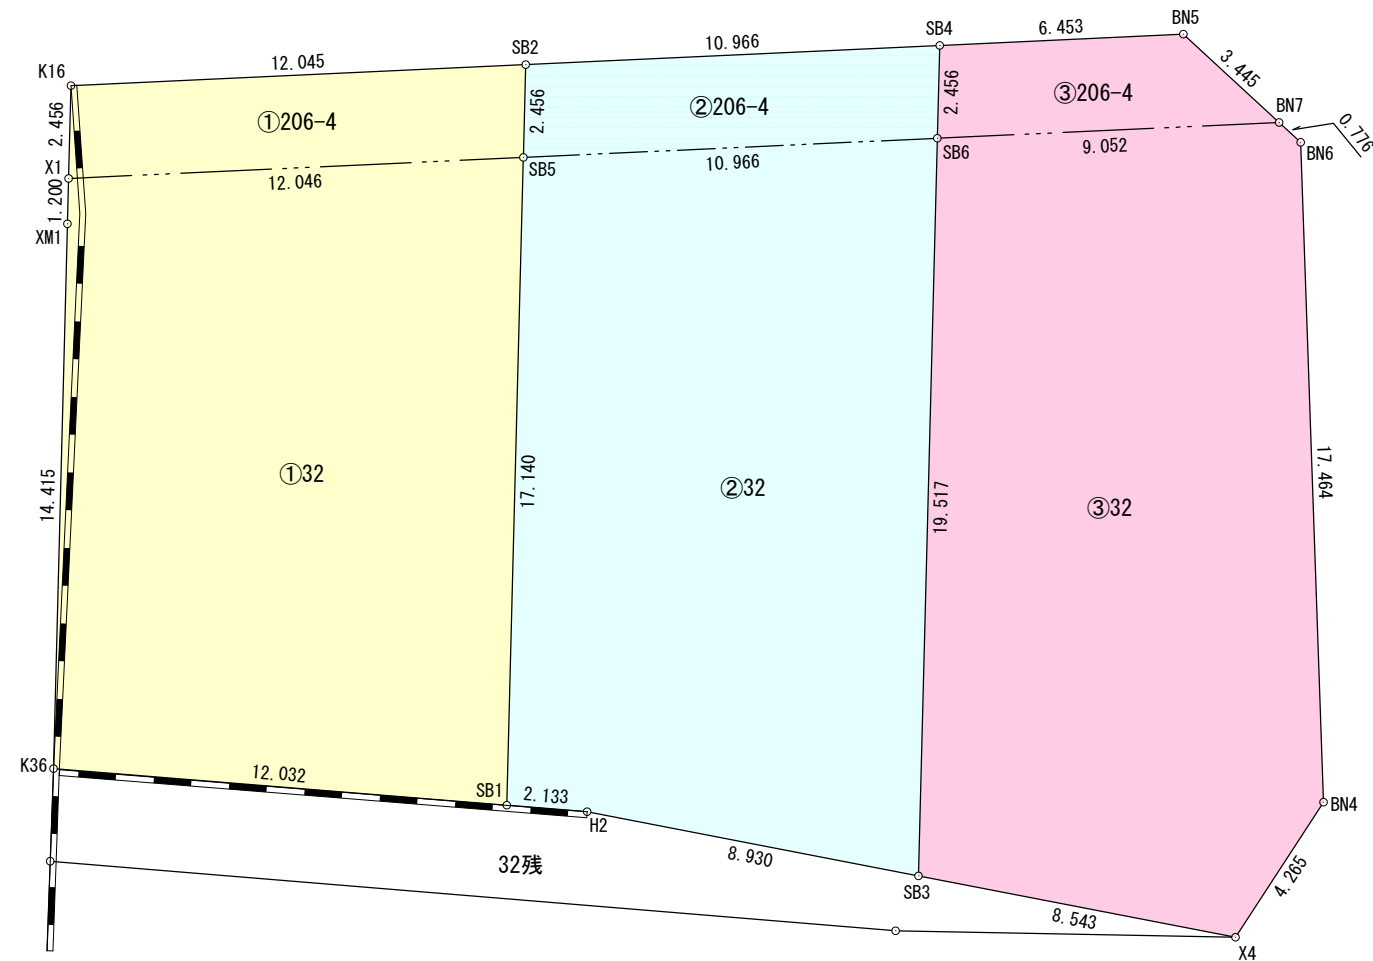 BN5
SB4
6.453
SB2
10.966
K16
12.045
3.445
2.456
2.456
2.456
①206-4
②206-4
③206-4
BN7
0.776
X1
SB5
SB6
BN6
12.046
10.966
9.052
1.200
XM1
14.415
17.140
19.517
17.464
①32
②32
③32
K36
12.032
SB1
2.133
H2
BN4
8.930
32残
SB3
4.265
8.543
X4